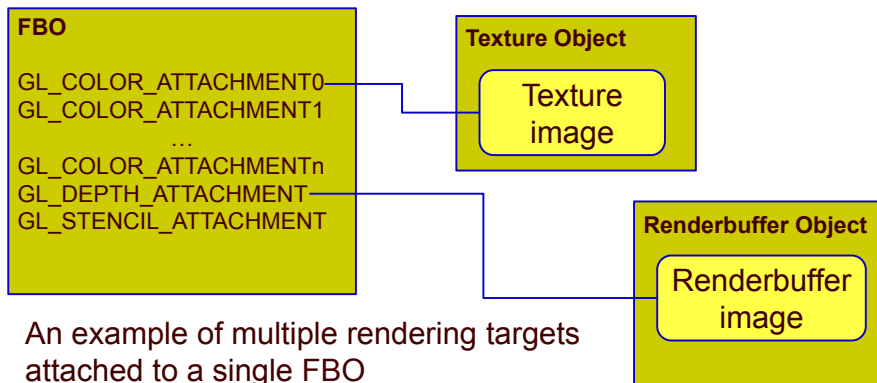 FBO
GL_COLOR_ATTACHMENT0
GL_COLOR_ATTACHMENT1
…
GL_COLOR_ATTACHMENTn
GL_DEPTH_ATTACHMENT
GL_STENCIL_ATTACHMENT
Texture Object
Texture
image
Renderbuffer Object
Renderbuffer
image
An example of multiple rendering targets
attached to a single FBO